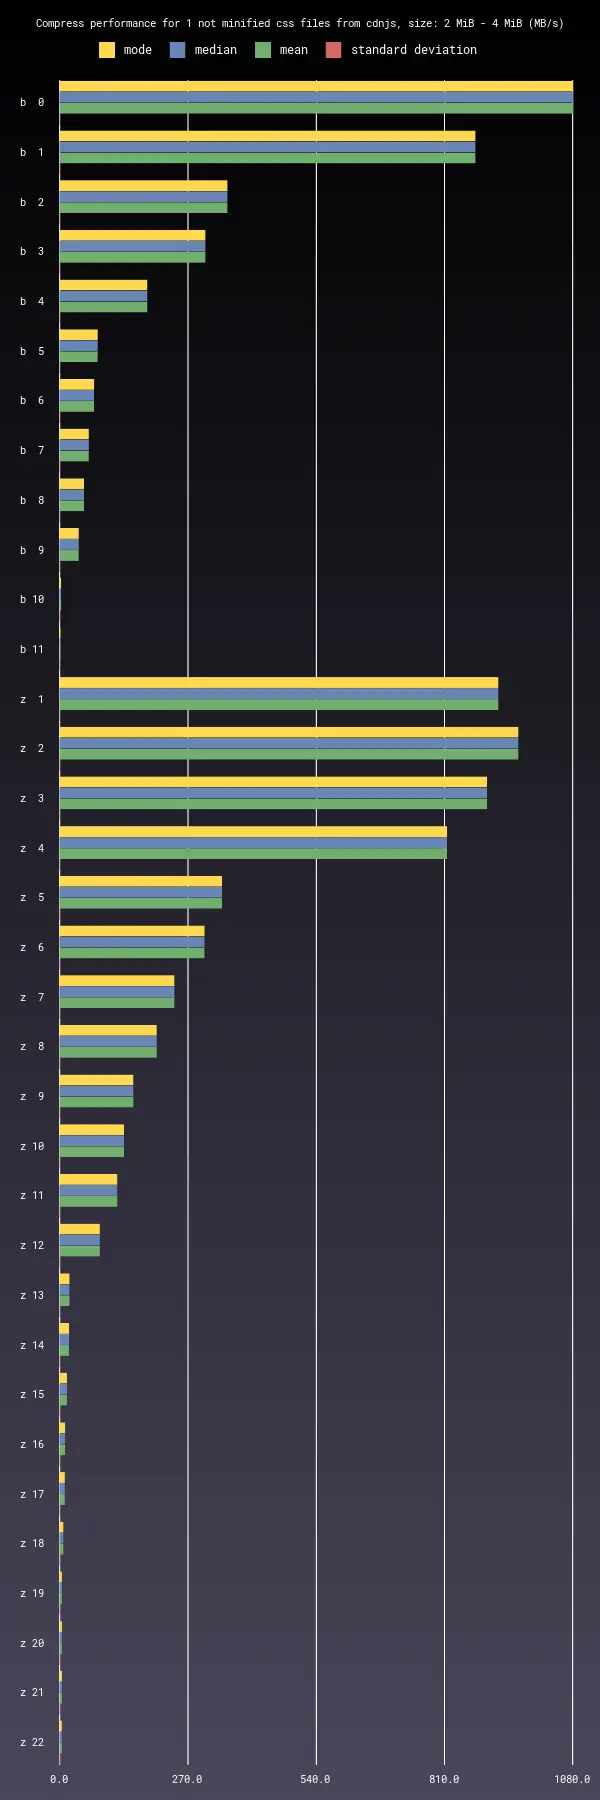 Compress performance for 1 not minified css files from cdnjs, size: 2 MiB - 4 MiB (MB/s)
mode median mean standard deviation
b 0
b 1
b 2
b 3
b 4
b 5
b 6
b 7
b 8
b 9
b 10
b 11
z 1
z 2
z 3
z 4
z 5
z 6
z 7
z 8
z 9
z 10
z 11
z 12
z 13
z 14
z 15
z 16
z 17
z 18
z 19
z 20
z 21
z 22
0.0 270.0 540.0 810.0 1080.0